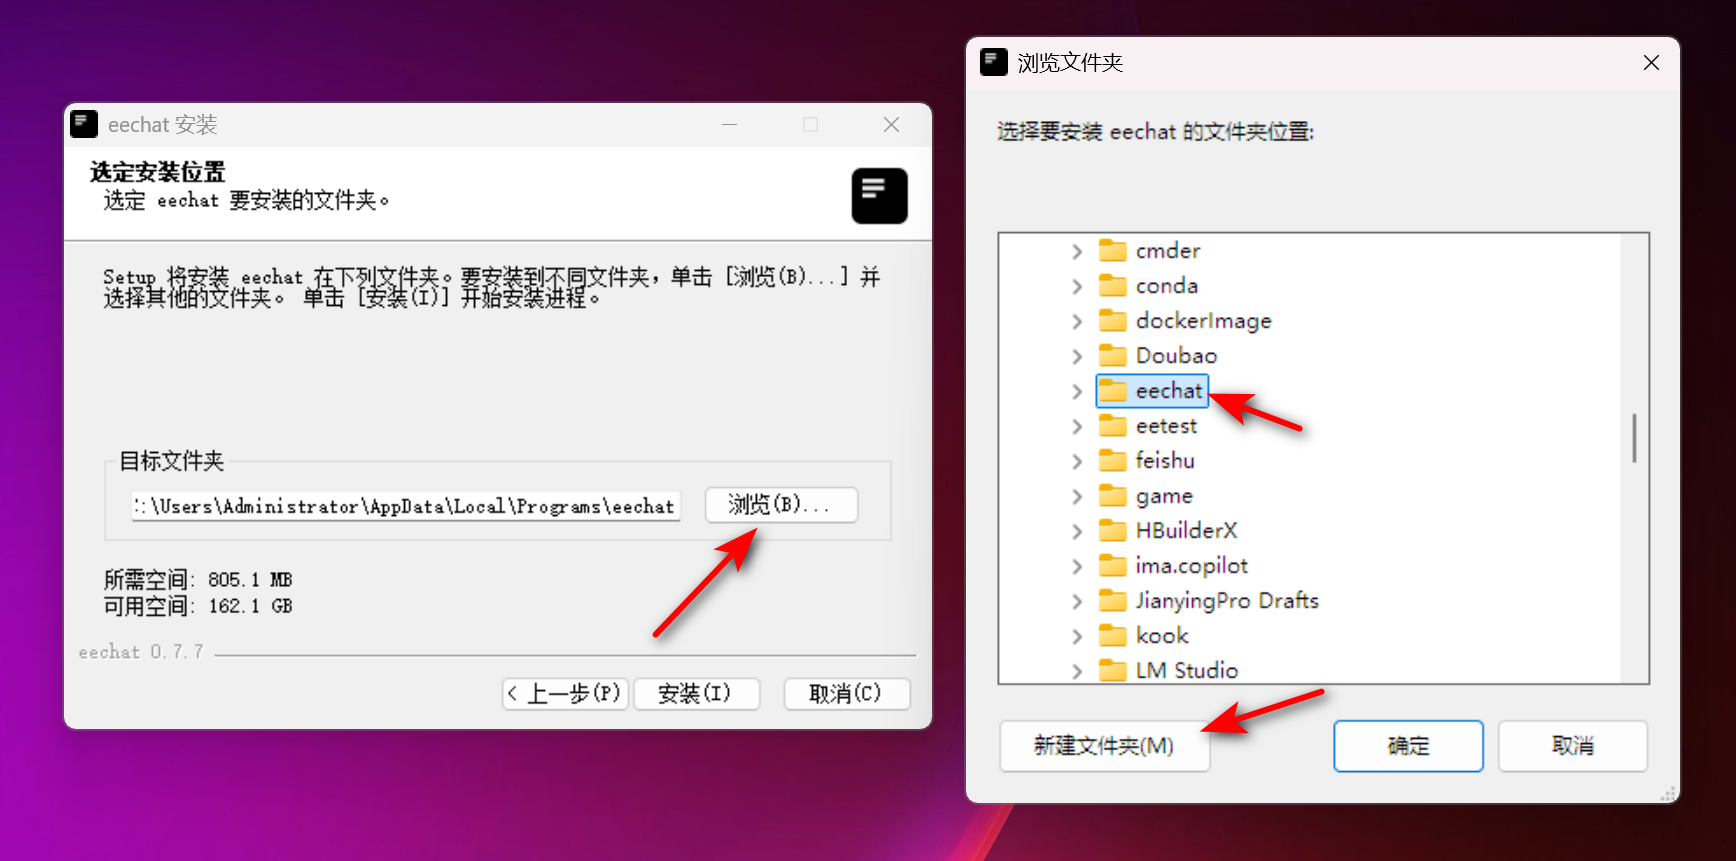 eechat 安装
选定安装位置
选定 eechat 要安装的文件夹。
Setup 将安装 eechat 在下列文件夹。要安装到不同文件夹，单击 [浏览(B)...] 并
选择其他的文件夹。 单击 [安装(I)] 开始安装进程。
目标文件夹
:\Users\Administrator\AppData\Local\Programs\eechat
浏览(B)...
所需空间: 805.1 MB
可用空间: 162.1 GB
eechat 0.7.7
< 上一步(P)
安装(I)
取消(C)
浏览文件夹
选择要安装 eechat 的文件夹位置:
cmder
conda
dockerImage
Doubao
eechat
eetest
feishu
game
HBuilderX
ima.copilot
JianyingPro Drafts
kook
LM Studio
新建文件夹(M)
确定
取消